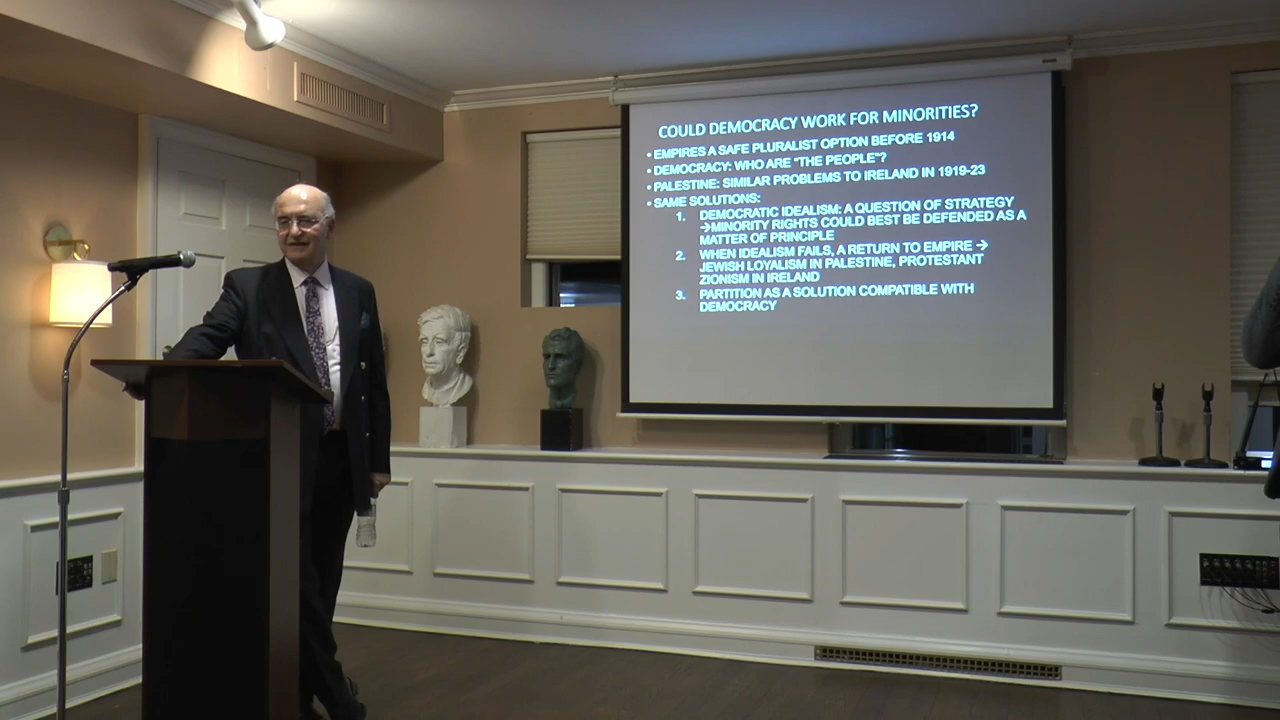 COULD DEMOCRACY WORK FOR MINORITIES?
• EMPIRES A SAFE PLURALIST OPTION BEFORE 1914
• DEMOCRACY: WHO ARE "THE PEOPLE"?
• PALESTINE: SIMILAR PROBLEMS TO IRELAND IN 1919-23
• SAME SOLUTIONS:
1. DEMOCRATIC IDEALISM: A QUESTION OF STRATEGY
→MINORITY RIGHTS COULD BEST BE DEFENDED AS A
MATTER OF PRINCIPLE
2. WHEN IDEALISM FAILS, A RETURN TO EMPIRE →
JEWISH LOYALISM IN PALESTINE, PROTESTANT
ZIONISM IN IRELAND
3. PARTITION AS A SOLUTION COMPATIBLE WITH
DEMOCRACY